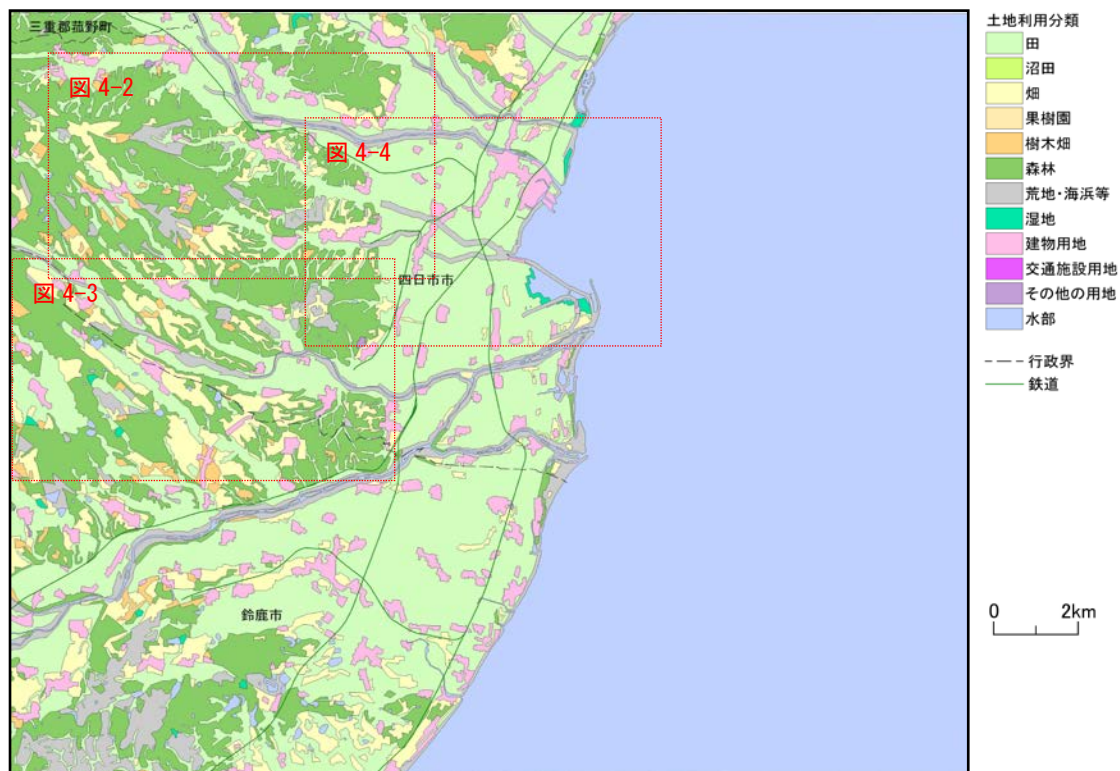 三重郡菰野町
図 4-2
図 4-4
四日市市
図 4-3
鈴鹿市
土地利用分類
田
沼田
畑
果樹園
樹木畑
森林
荒地・海浜等
湿地
建物用地
交通施設用地
その他の用地
水部
行政界
鉄道
0 2km